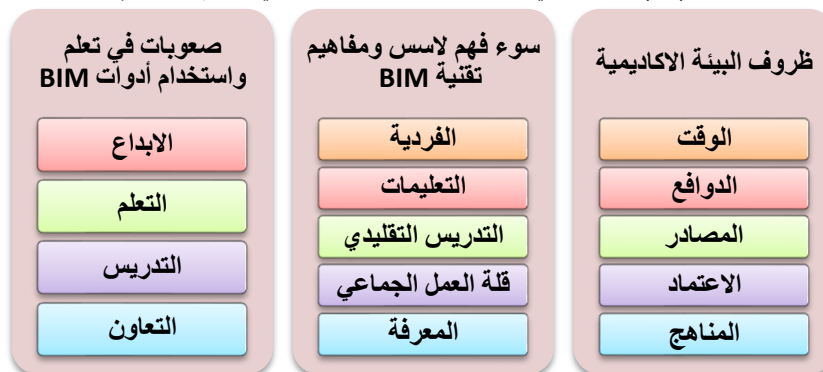 ظروف البيئة الاكاديمية
الوقت
الدوافع
المصادر
الاعتماد
المناهج
سوء فهم لاسس ومفاهيم
تقنية BIM
الفردية
التعليمات
التدريس التقليدي
قلة العمل الجماعي
المعرفة
صعوبات في تعلم
واستخدام أدوات BIM
الابداع
التعلم
التدريس
التعاون